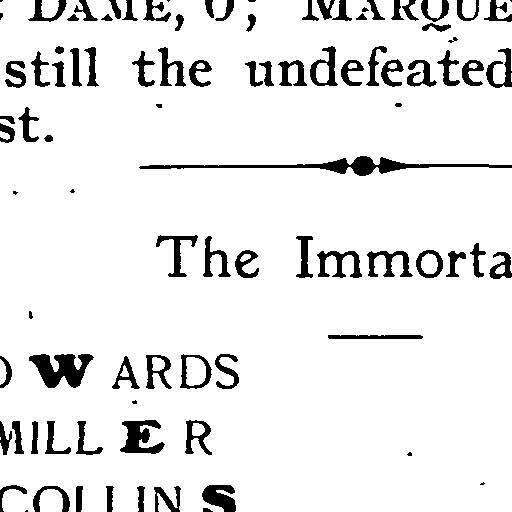 DAME, 0; MARQUE
still the undefeated
st.
The Immorta
D W ARDS
MILL E R
COLLIN S